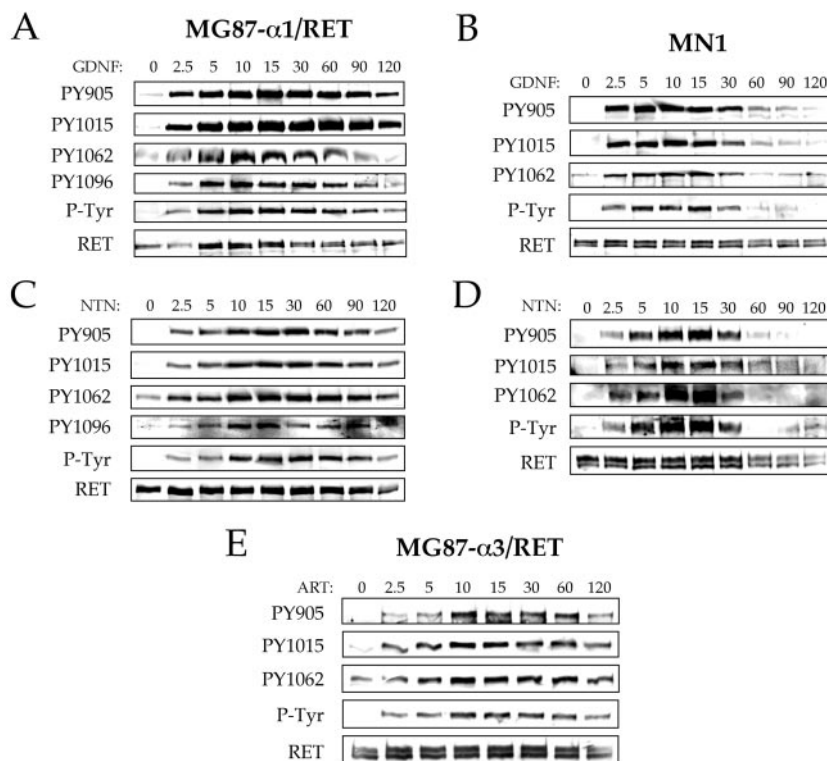 A
MG87-α1/RET
GDNF: 0 2.5 5 10 15 30 60 90 120
PY905
PY1015
PY1062
PY1096
P-Tyr
RET
B
MN1
GDNF: 0 2.5 5 10 15 30 60 90 120
PY905
PY1015
PY1062
P-Tyr
RET
C
NTN: 0 2.5 5 10 15 30 60 90 120
PY905
PY1015
PY1062
PY1096
P-Tyr
RET
D
NTN: 0 2.5 5 10 15 30 60 90 120
PY905
PY1015
PY1062
P-Tyr
RET
E
MG87-α3/RET
ART: 0 2.5 5 10 15 30 60 120
PY905
PY1015
PY1062
P-Tyr
RET